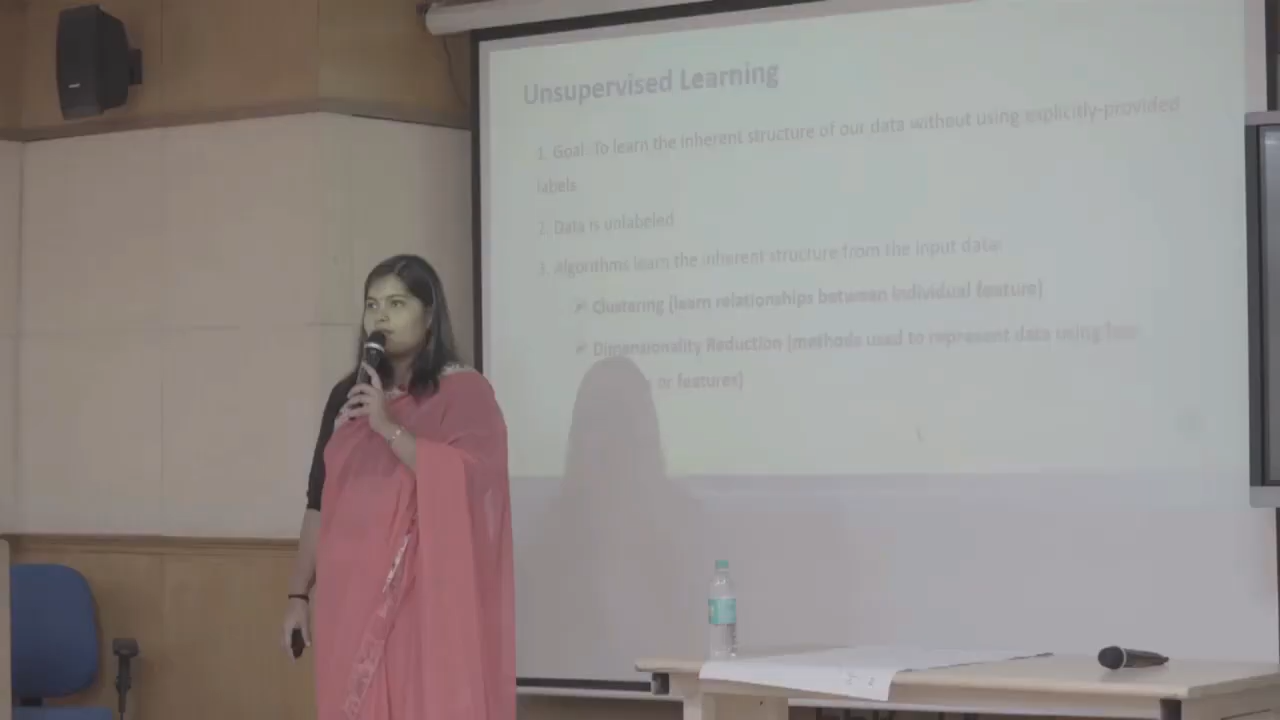 Unsupervised Learning
1. Goal: To learn the inherent structure of our data without using explicitly-provided
labels
2. Data is unlabeled
3. Algorithms learn the inherent structure from the input data:
➢ Clustering (learn relationships between individual feature)
➢ Dimensionality Reduction (methods used to represent data using less
or features)